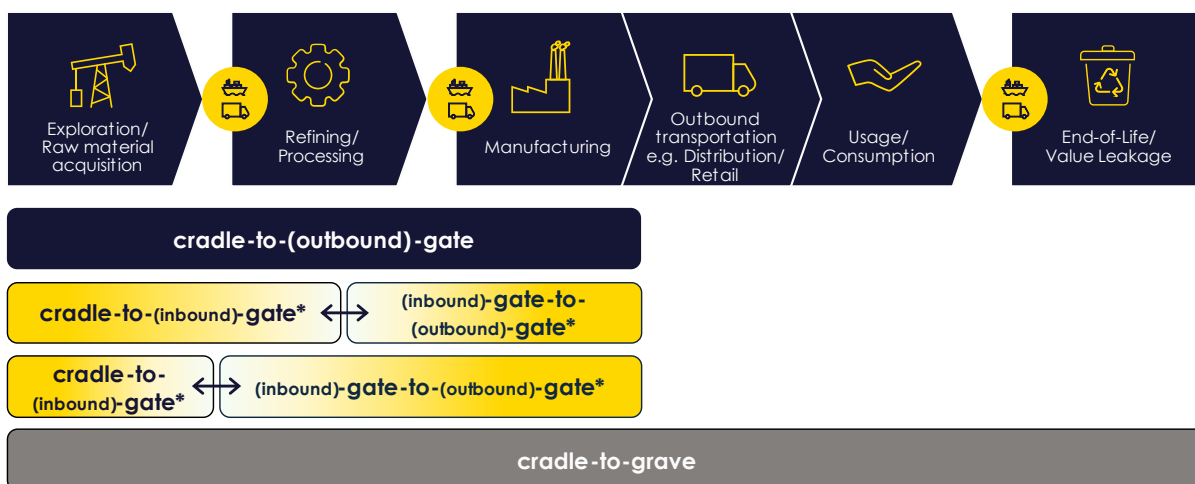 Exploration/
Raw material
acquisition
Refining/
Processing
Manufacturing
Outbound
transportation
e.g. Distribution/
Retail
Usage/
Consumption
End-of-Life/
Value Leakage
cradle-to-(outbound)-gate
cradle-to-(inbound)-gate*
(inbound)-gate-to-
(outbound)-gate*
cradle-to-
(inbound)-gate*
(inbound)-gate-to-(outbound)-gate*
cradle-to-grave